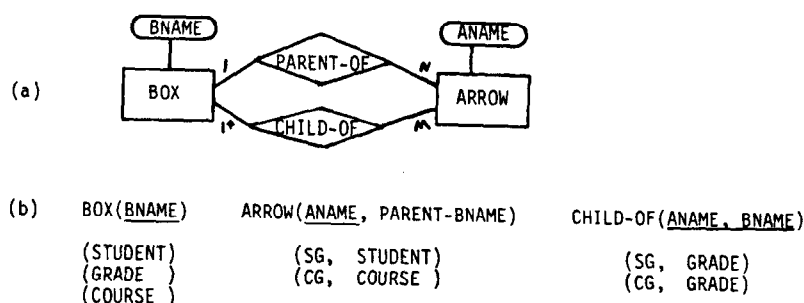 BNAME
ANAME
1 PARENT-OF N
(a) BOX ARROW
1+ CHILD-OF M
(b) BOX(BNAME) ARROW(ANAME, PARENT-BNAME) CHILD-OF(ANAME, BNAME)
(STUDENT) (SG, STUDENT) (SG, GRADE)
(GRADE ) (CG, COURSE ) (CG, GRADE)
(COURSE )